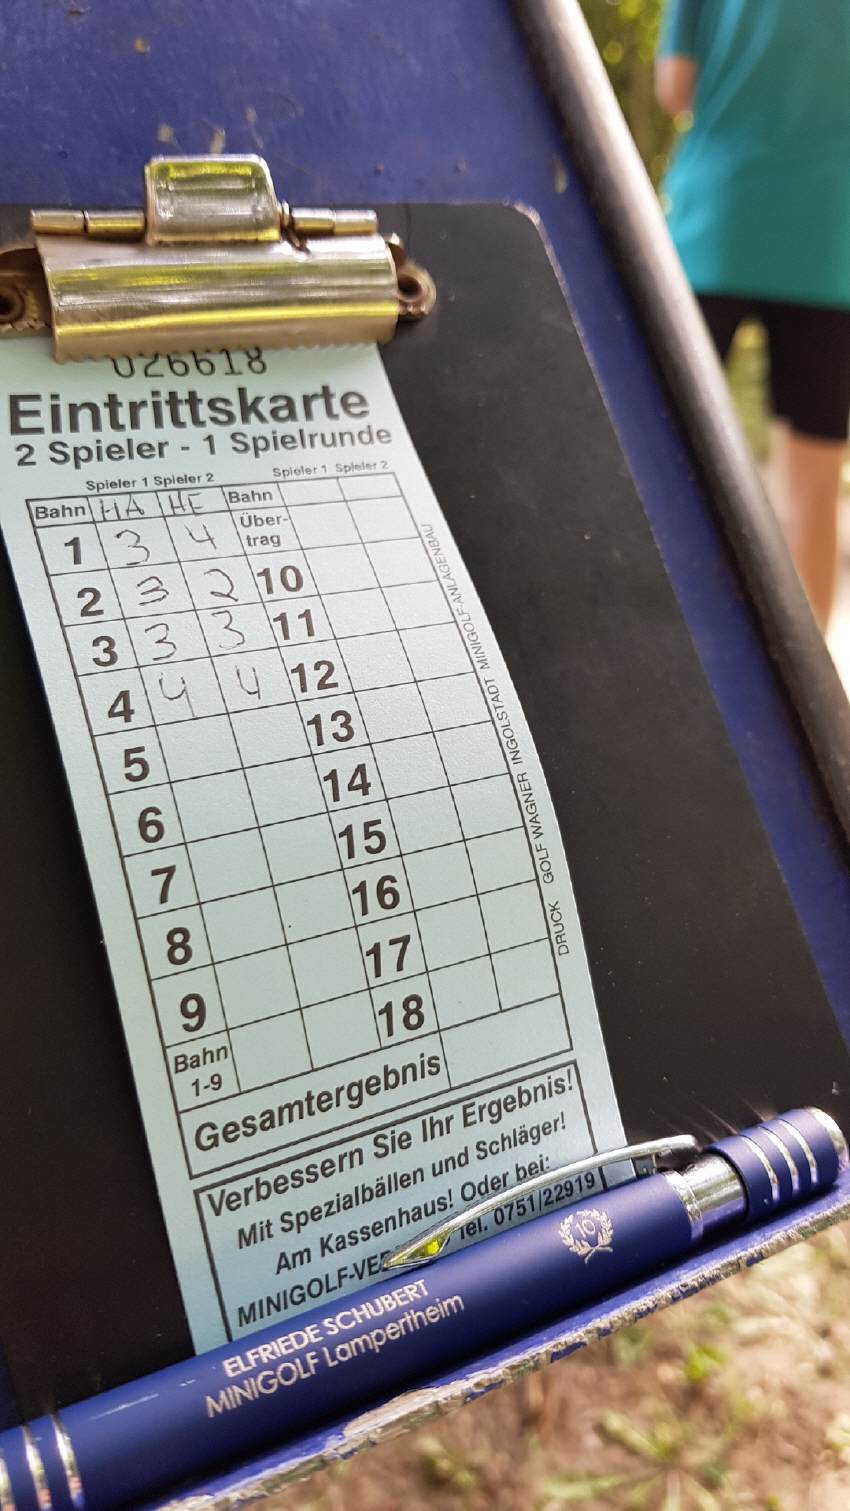 026618
Eintrittskarte
2 Spieler - 1 Spielrunde
Spieler 1 Spieler 2 Spieler 1 Spieler 2
Bahn HA HE Bahn
1 3 4 Über-
trag
2 3 2 10
3 3 3 11
4 4 4 12
5 13
6 14
7 15
8 16
9 17
Bahn 18
1-9
Gesamtergebnis
Verbessern Sie Ihr Ergebnis!
Mit Spezialbällen und Schläger!
Am Kassenhaus! Oder bei:
Tel. 0751/22919
DRUCK GOLF WAGNER INGOLSTADT MINIGOLF-ANLAGENBAU
10
ELFRIEDE SCHUBERT
MINIGOLF Lampertheim